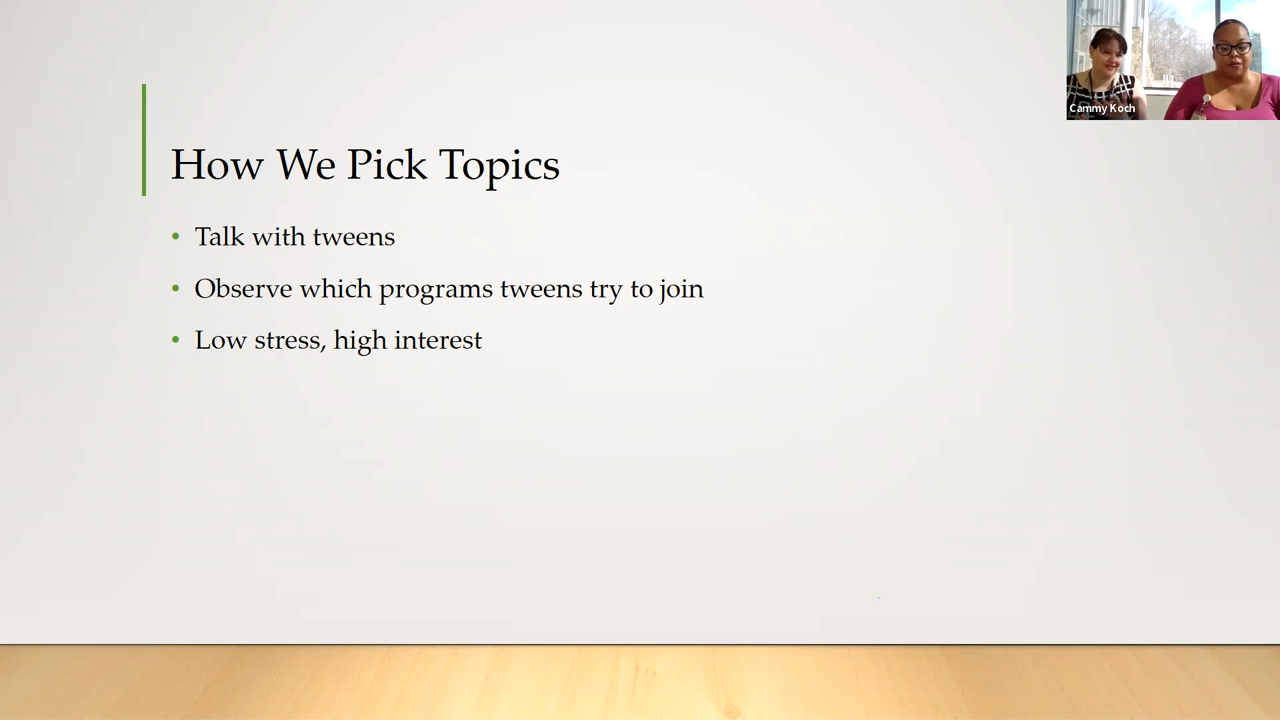 Cammy Koch
How We Pick Topics
• Talk with tweens
• Observe which programs tweens try to join
• Low stress, high interest